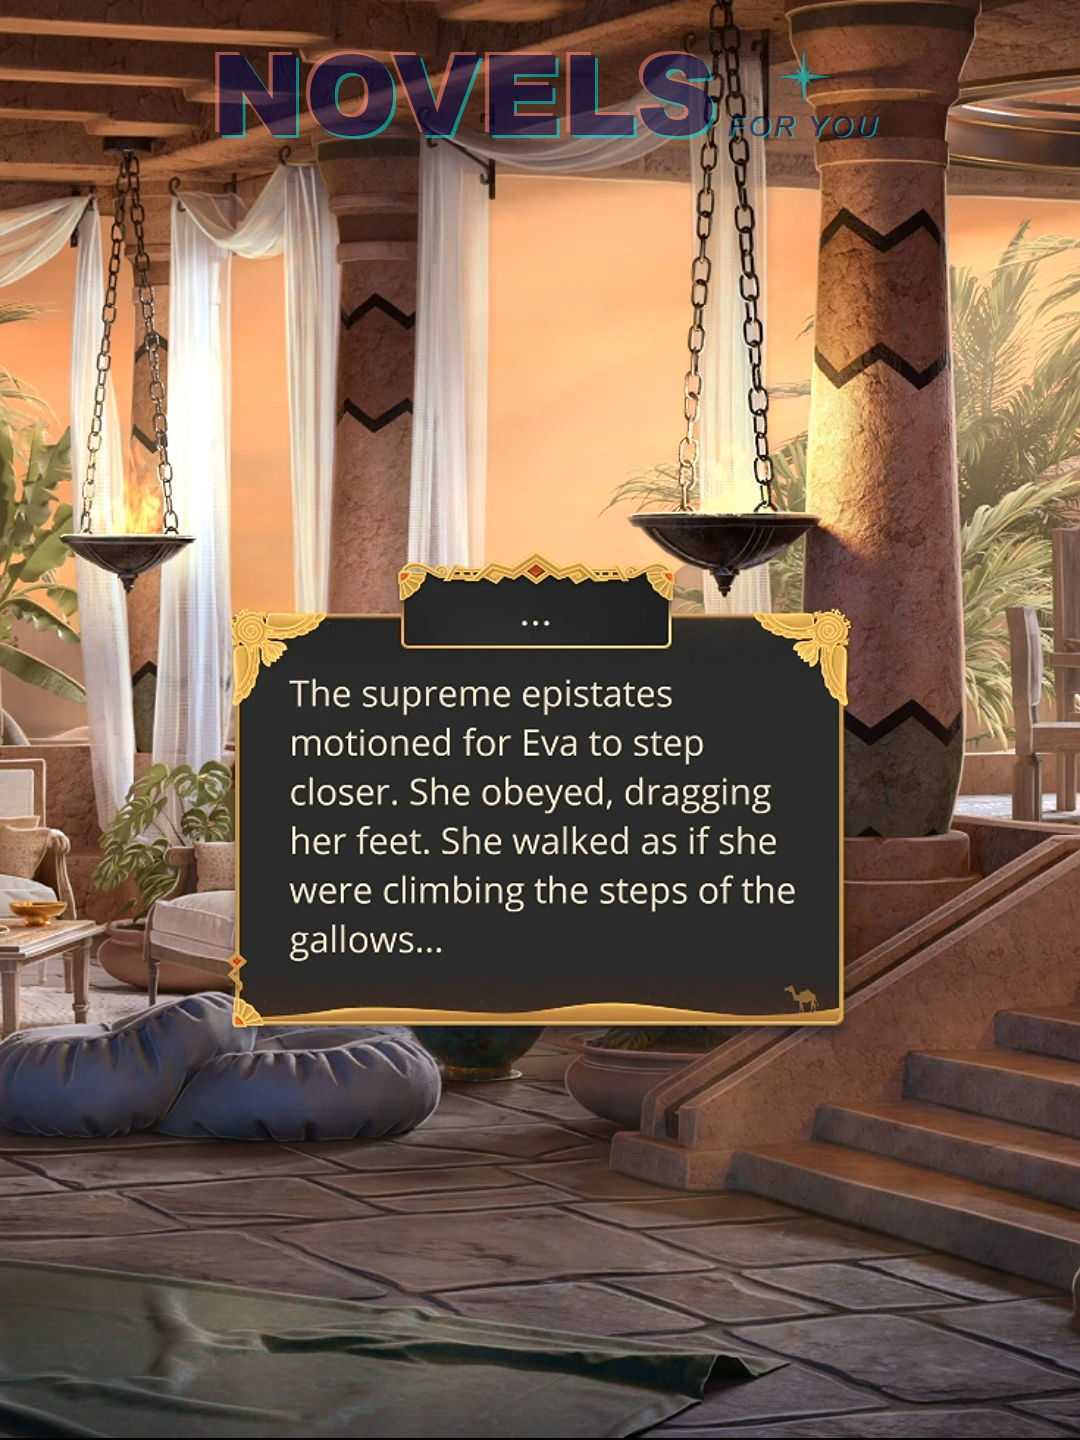 NOVELS
FOR YOU
...
The supreme epistates
motioned for Eva to step
closer. She obeyed, dragging
her feet. She walked as if she
were climbing the steps of the
gallows...